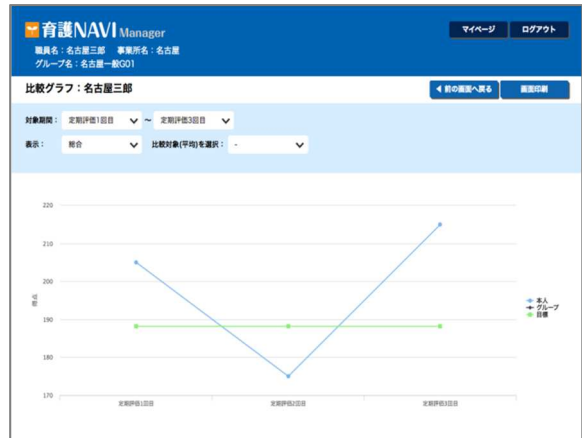 育護NAVI Manager
マイページ ログアウト
職員名：名古屋三郎 事業所名：名古屋
グループ名：名古屋一般G01
比較グラフ：名古屋三郎
前の画面へ戻る 画面印刷
対象期間： 定期評価1回目 ～ 定期評価3回目
表示： 総合 比較対象(平均)を選択： -
220
210
200
190
180
170
得点
定期評価1回目 定期評価2回目 定期評価3回目
本人
グループ
目標